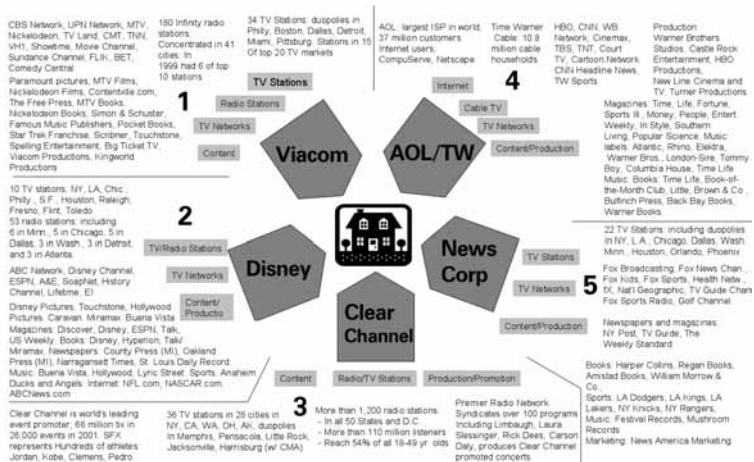 CBS Network, UPN Network, MTV,
Nickelodeon, TV Land, CMT, TNN,
VH1, Showtime, Movie Channel,
Sundance Channel, FLIK, BET,
Comedy Central
Paramount pictures, MTV Films,
Nickelodeon Films, Contentville.com,
The Free Press, MTV Books,
Nickelodeon Books, Simon & Schuster,
Famous Music Publishers, Pocket Books,
Star Trek Franchise, Scribner, Touchstone,
Spelling Entertainment, Big Ticket TV,
Viacom Productions, Kingworld
Productions
180 Infinity radio
stations.
Concentrated in 41
cities. In
1999 had 6 of top
10 stations
34 TV Stations: duopolies in
Philly, Boston, Dallas, Detroit,
Miami, Pittsburg. Stations in 15
Of top 20 TV markets
TV Stations
Radio Stations
TV Networks
Content
1
Viacom
AOL: largest ISP in world,
37 million customers
Internet users,
CompuServe, Netscape
Time Warner
Cable: 10.8
million cable
households
HBO, CNN, WB
Network, Cinemax,
TBS, TNT, Court
TV, Cartoon Network
CNN Headline News,
TW Sports
Production:
Warner Brothers
Studios, Castle Rock
Entertainment, HBO
Productions,
New Line Cinema and
TV, Turner Productions
Magazines: Time, Life, Fortune,
Sports Ill., Money, People, Entert.
Weekly, In Style, Southern
Living, Popular Science. Music
labels: Atlantic, Rhino, Elektra,
Warner Bros., London-Sire, Tommy
Boy, Columbia House, Time Life
Music. Books: Time Life, Book-of-
the-Month Club, Little, Brown & Co.,
Bulfinch Press, Back Bay Books,
Warner Books
4
Internet
Cable TV
TV Networks
Content/Production
AOL/TW
10 TV stations: NY, LA, Chic.,
Philly., S.F., Houston, Raleigh,
Fresno, Flint, Toledo
53 radio stations: including
6 in Minn., 5 in Chicago, 5 in
Dallas, 3 in Wash., 3 in Detroit,
and 3 in Atlanta.
ABC Network, Disney Channel,
ESPN, A&E, SoapNet, History
Channel, Lifetime, E!
Disney Pictures, Touchstone, Hollywood
Pictures. Caravan. Miramax. Buena Vista
Magazines: Discover, Disney, ESPN, Talk,
US Weekly. Books: Disney, Hyperion, Talk/
Miramax. Newspapers: County Press (MI), Oakland
Press (MI), Narragansett Times. St. Louis Daily Record.
Music: Buena Vista, Hollywood, Lyric Street. Sports: Anaheim
Ducks and Angels. Internet: NFL.com, NASCAR.com.
ABCNews.com
2
TV/Radio Stations
TV Networks
Content/
Productio
Disney
News
Corp
TV Stations
TV Networks
Content/Production
5
22 TV Stations: including duopolies
In NY, L.A., Chicago, Dallas, Wash.
Minn., Houston, Orlando, Phoenix
Fox Broadcasting, Fox News Chan.,
Fox Kids, Fox Sports, Health Netw.,
fX, Nat'l Geographic, TV Guide Chan
Fox Sports Radio, Golf Channel
Newspapers and magazines:
NY Post, TV Guide, The
Weekly Standard
Books: Harper Collins, Regan Books,
Amistad Books, William Morrow &
Co.,
Sports: LA Dodgers, LA Kings, LA
Lakers, NY Knicks, NY Rangers,
Music: Festival Records, Mushroom
Records
Marketing: News America Marketing
Clear
Channel
Content
Radio/TV Stations
Production/Promotion
3
Clear Channel is world's leading
event promoter; 66 million tix in
26,000 events in 2001. SFX
represents Hundreds of athletes:
Jordan, Kobe, Clemens, Pedro
36 TV stations in 28 cities in
NY, CA, WA, OH, AK, duopolies
In Memphis, Pensacola, Little Rock,
Jacksonville, Harrisburg (w/ CMA)
More than 1,200 radio stations
- In all 50 States and D.C.
- More than 110 million listeners
- Reach 54% of all 18-49 yr. olds
Premier Radio Network
Syndicates over 100 programs
Including Limbaugh, Laura
Slessinger, Rick Dees, Carson
Daly, produces Clear Channel
promoted concerts